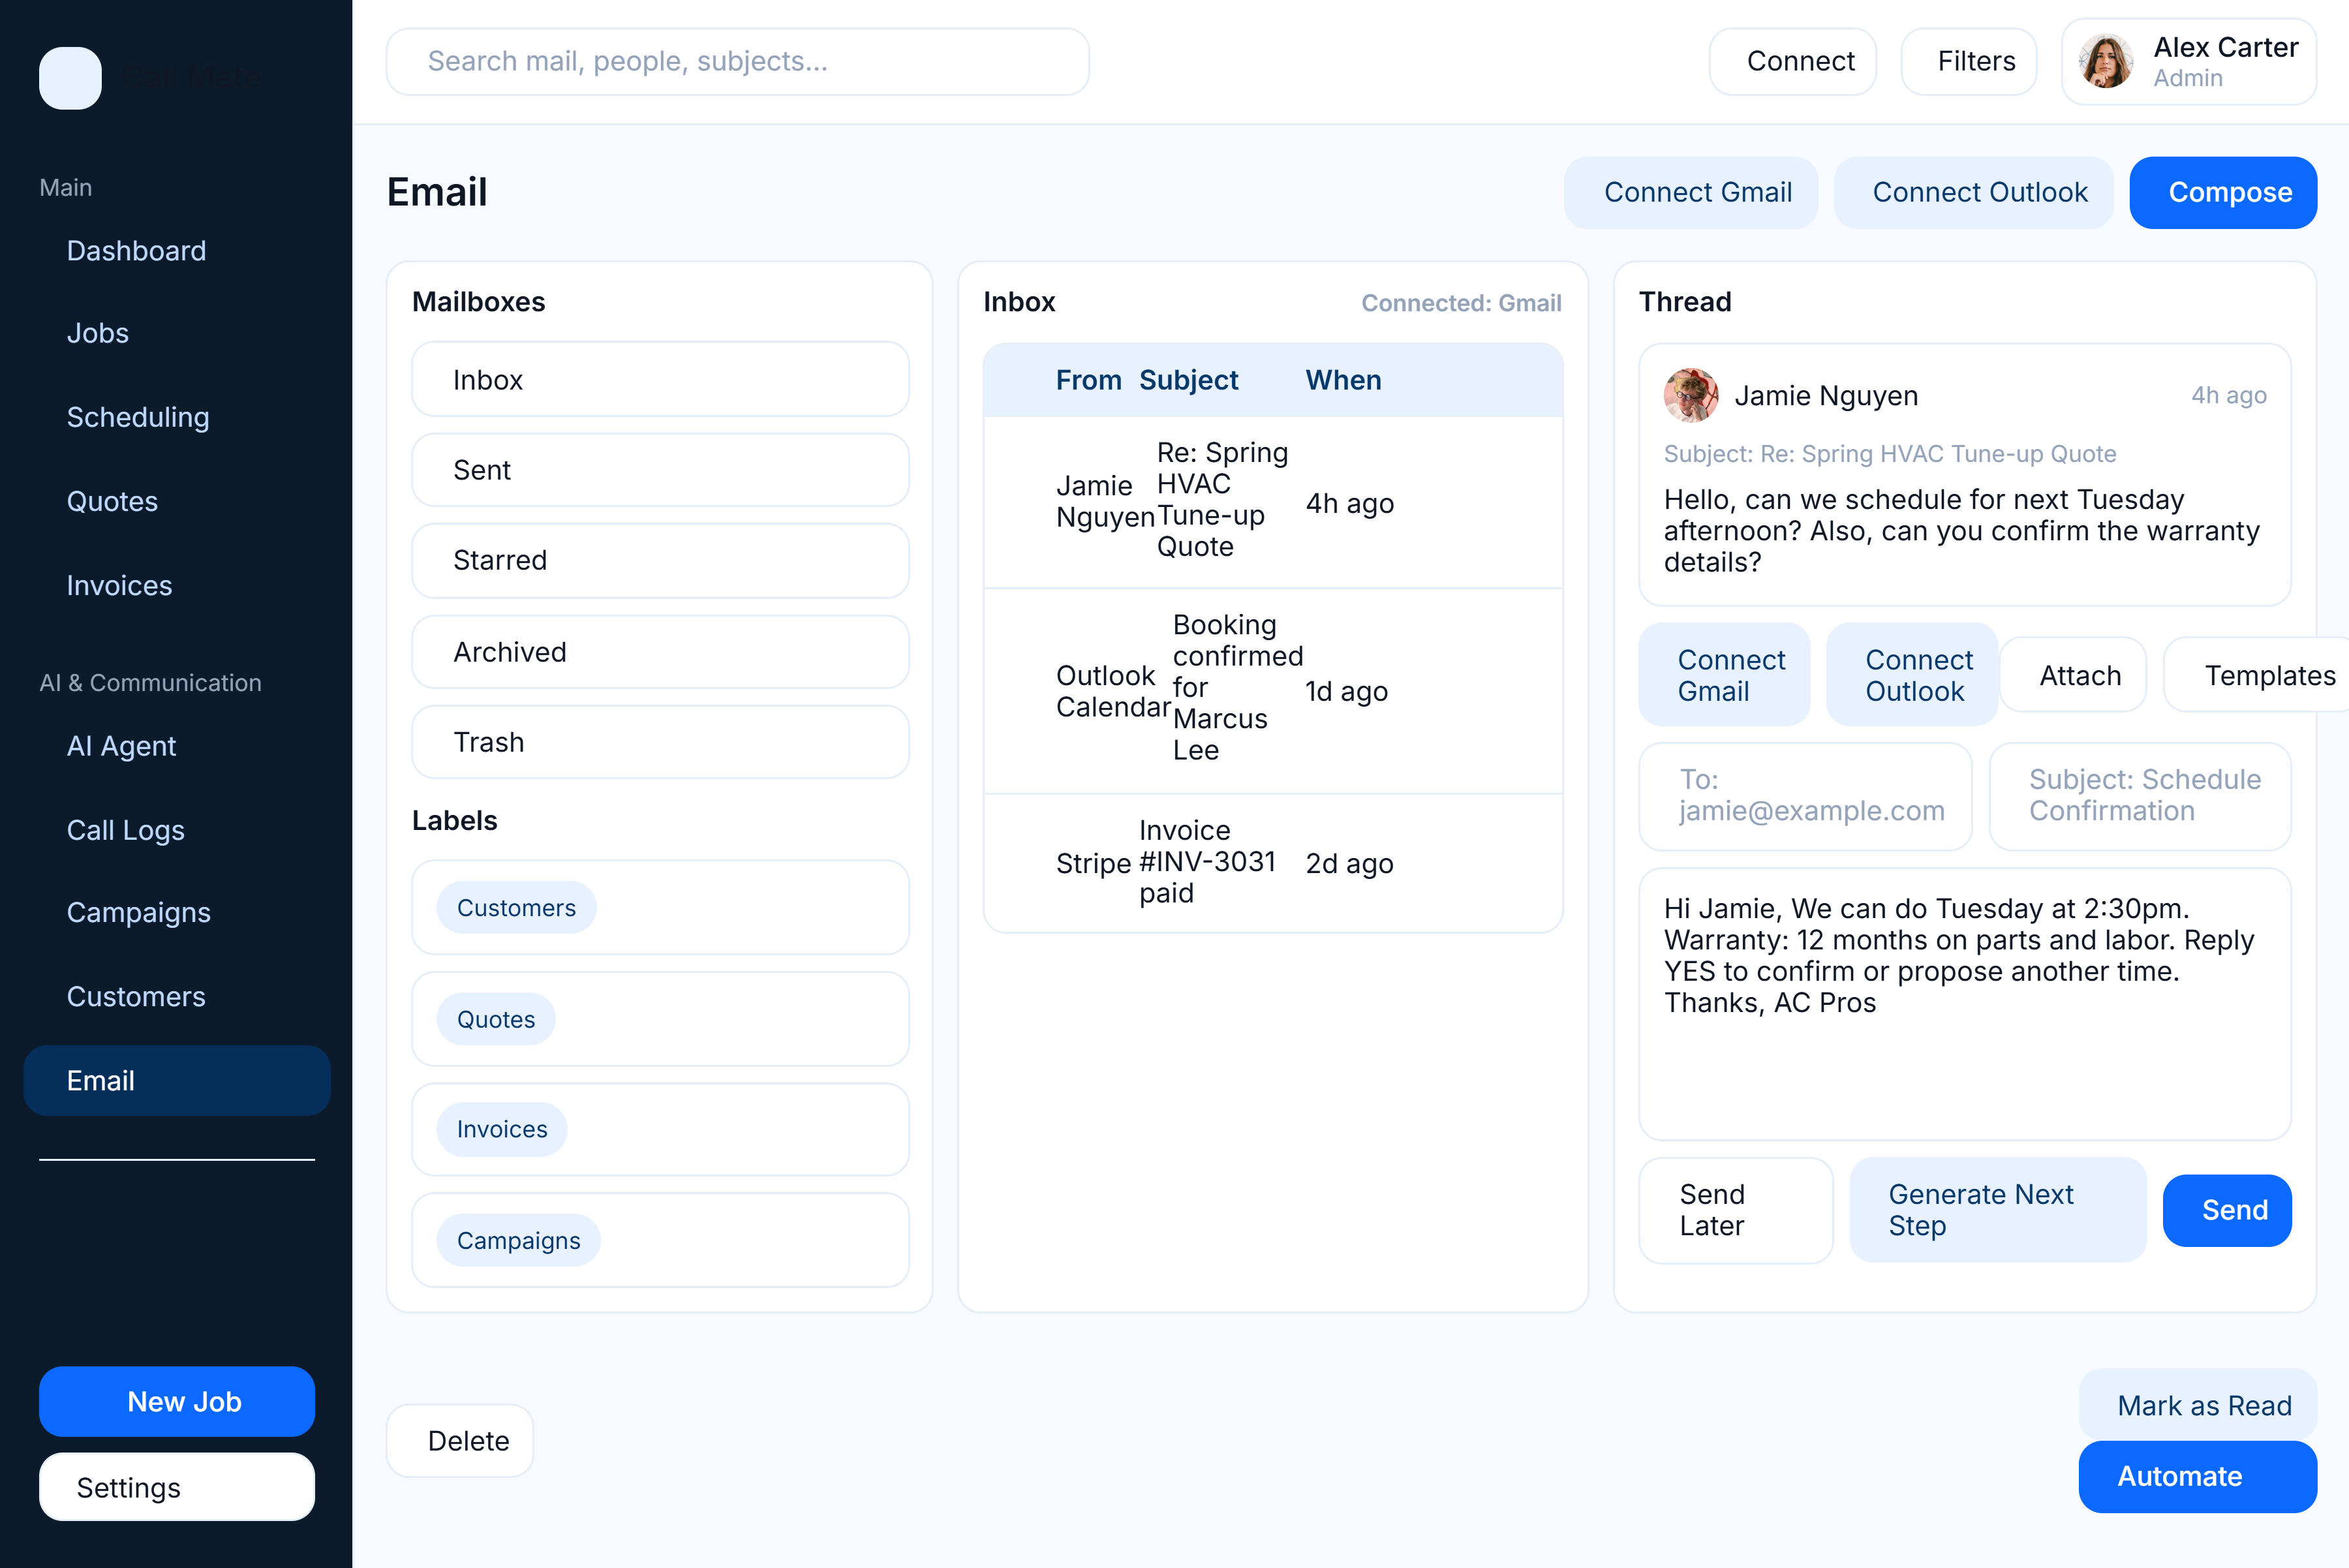 Call Mate
Main
Dashboard
Jobs
Scheduling
Quotes
Invoices
AI & Communication
AI Agent
Call Logs
Campaigns
Customers
Email
New Job
Settings
Search mail, people, subjects...
Connect
Filters
Alex Carter
Admin
Email
Connect Gmail
Connect Outlook
Compose
Mailboxes
Inbox
Sent
Starred
Archived
Trash
Labels
Customers
Quotes
Invoices
Campaigns
Inbox
Connected: Gmail
From Subject When
Jamie
Nguyen
Re: Spring
HVAC
Tune-up
Quote
4h ago
Outlook
Calendar
Booking
confirmed
for
Marcus
Lee
1d ago
Stripe
Invoice
#INV-3031
paid
2d ago
Thread
Jamie Nguyen
4h ago
Subject: Re: Spring HVAC Tune-up Quote
Hello, can we schedule for next Tuesday
afternoon? Also, can you confirm the warranty
details?
Connect
Gmail
Connect
Outlook
Attach
Templates
To:
jamie@example.com
Subject: Schedule
Confirmation
Hi Jamie, We can do Tuesday at 2:30pm.
Warranty: 12 months on parts and labor. Reply
YES to confirm or propose another time.
Thanks, AC Pros
Send
Later
Generate Next
Step
Send
Delete
Mark as Read
Automate